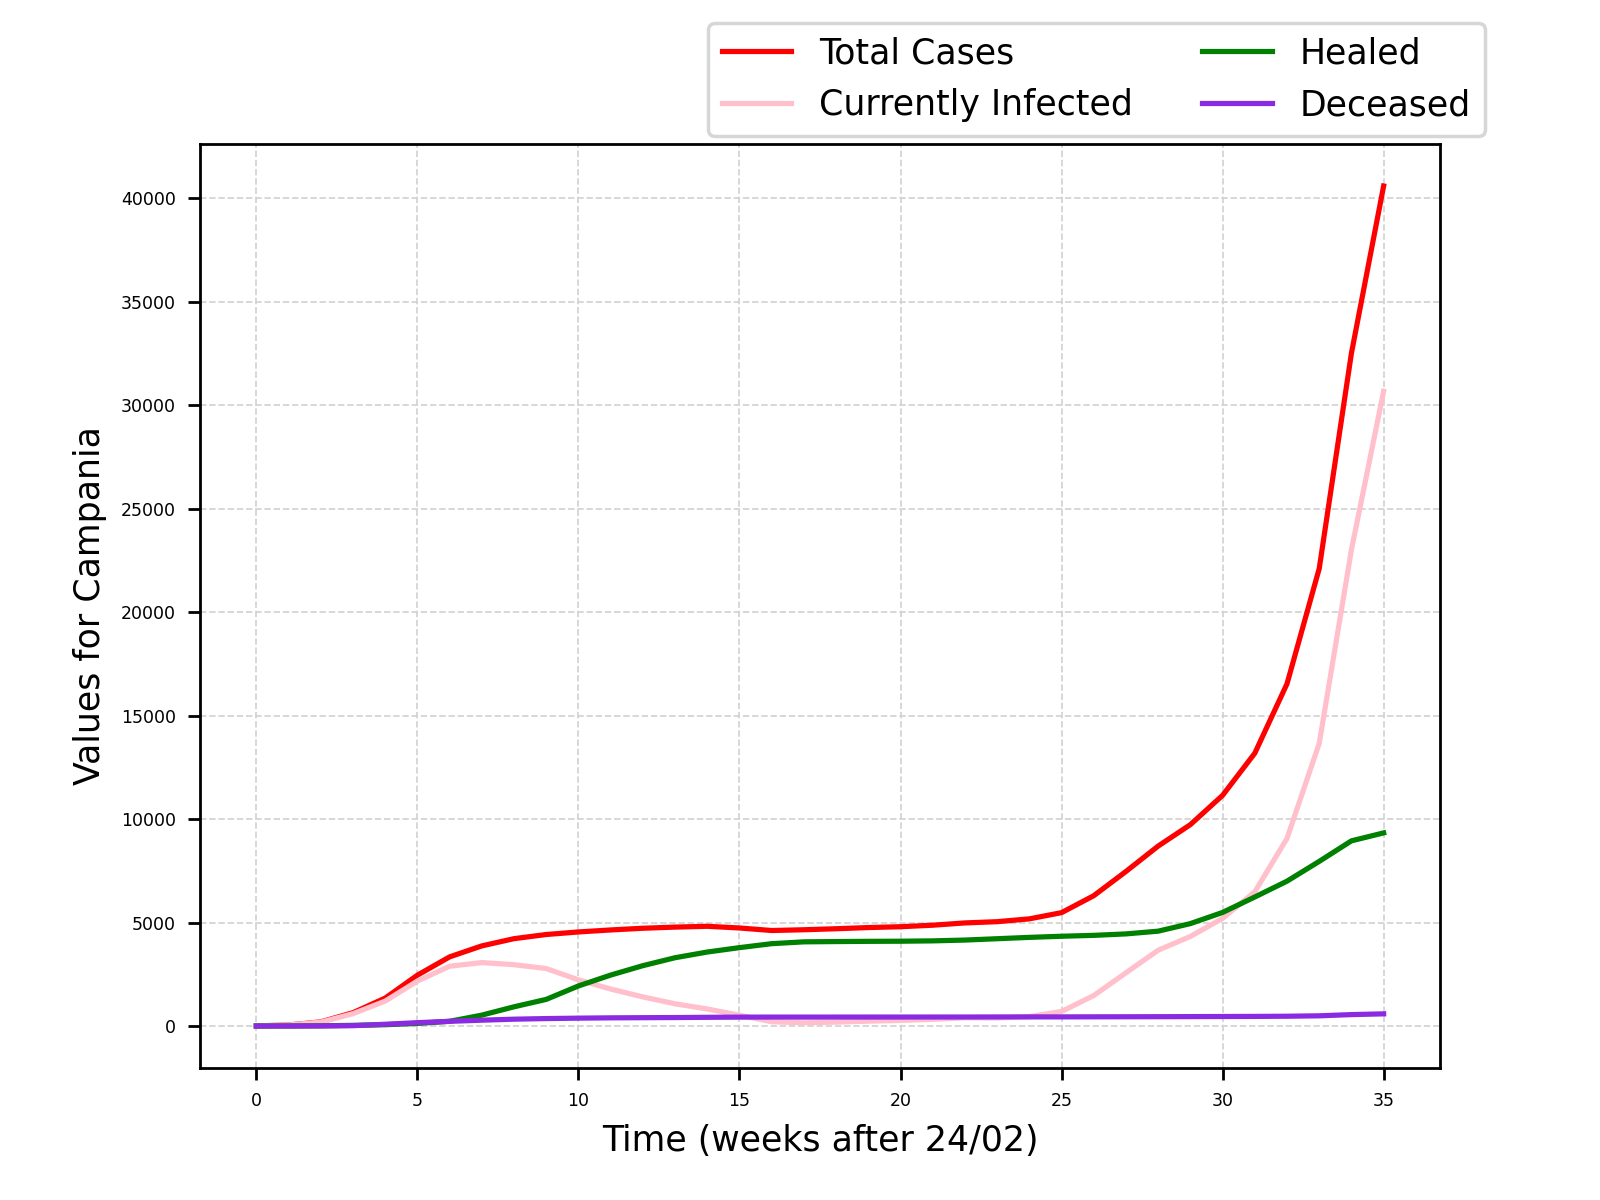 Total Cases
Currently Infected
Healed
Deceased
Values for Campania
40000
35000
30000
25000
20000
15000
10000
5000
0
0 5 10 15 20 25 30 35
Time (weeks after 24/02)